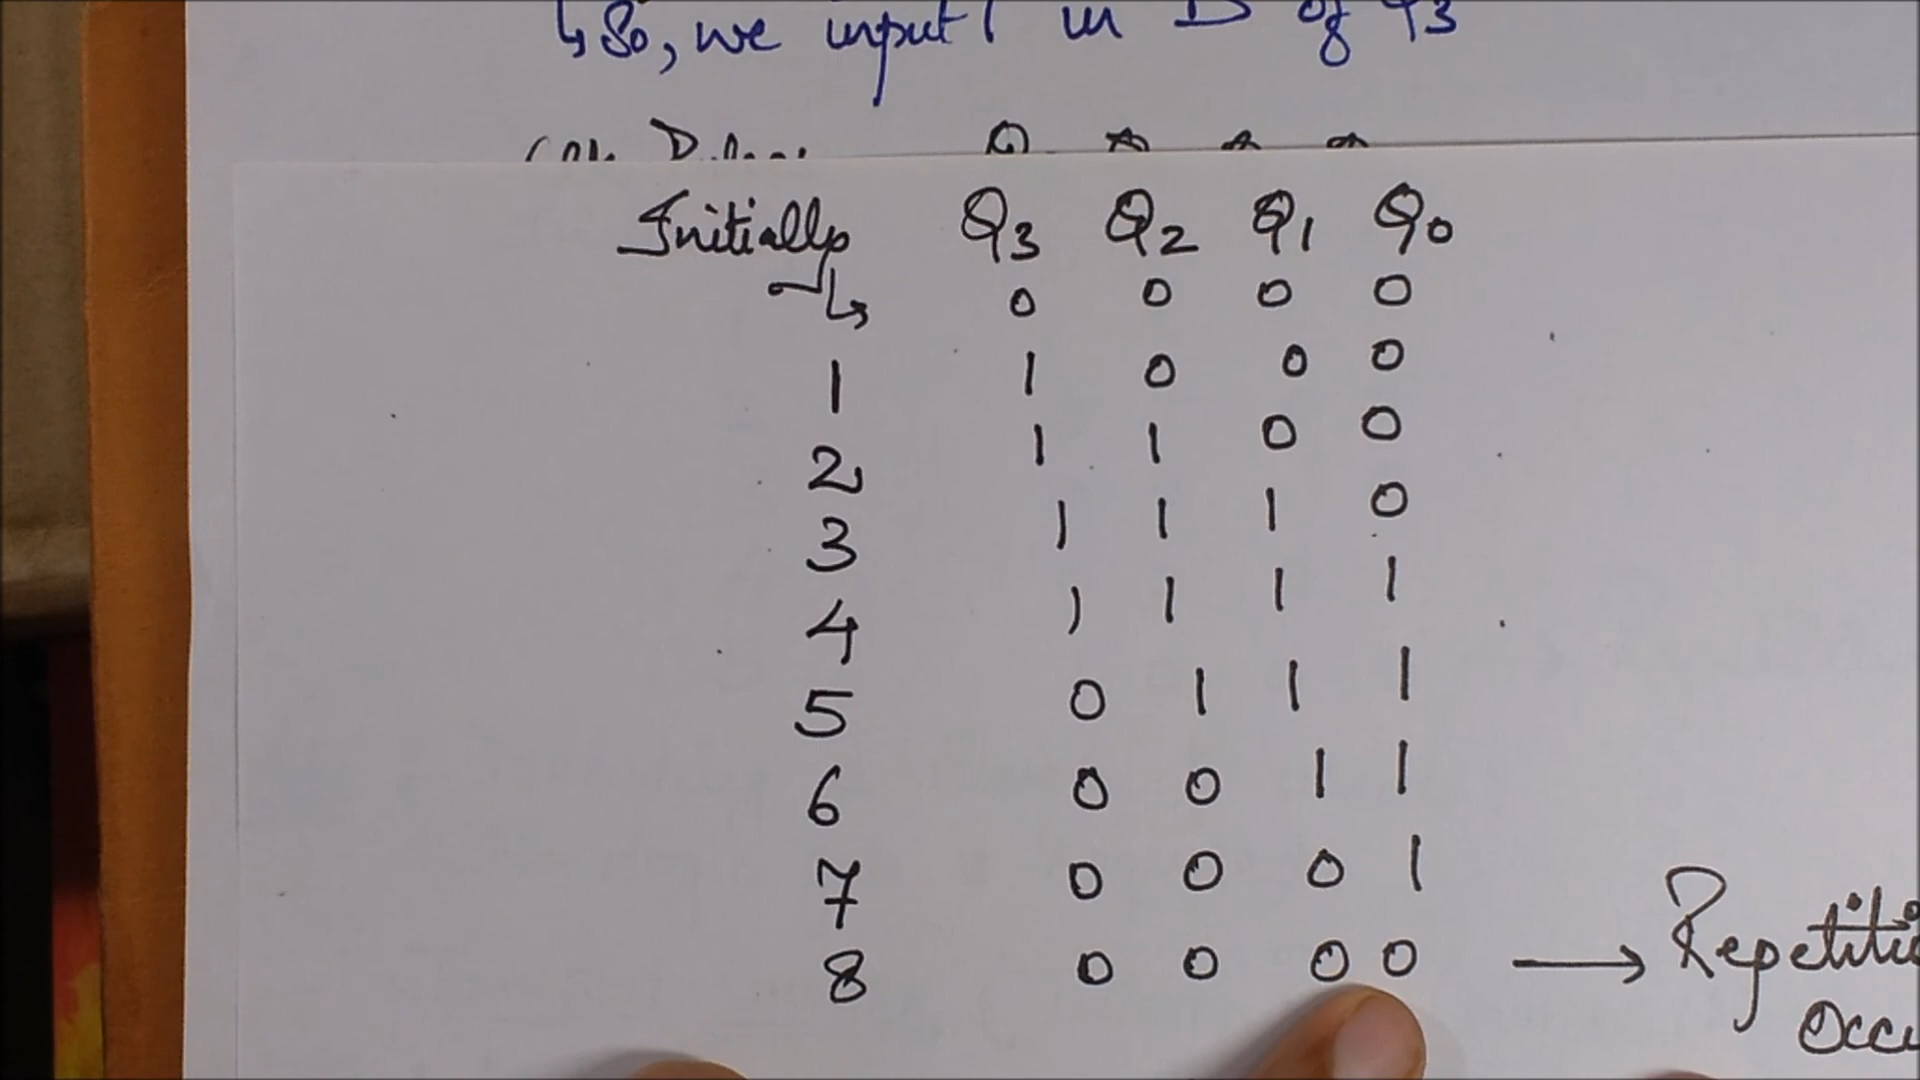 ↳ So, we input 1 in D of Q3
Initially Q3 Q2 Q1 Q0
↳ 0 0 0 0
1 1 0 0 0
2 1 1 0 0
3 1 1 1 0
4 1 1 1 1
5 0 1 1 1
6 0 0 1 1
7 0 0 0 1
8 0 0 0 0 → Repetitio
Occu